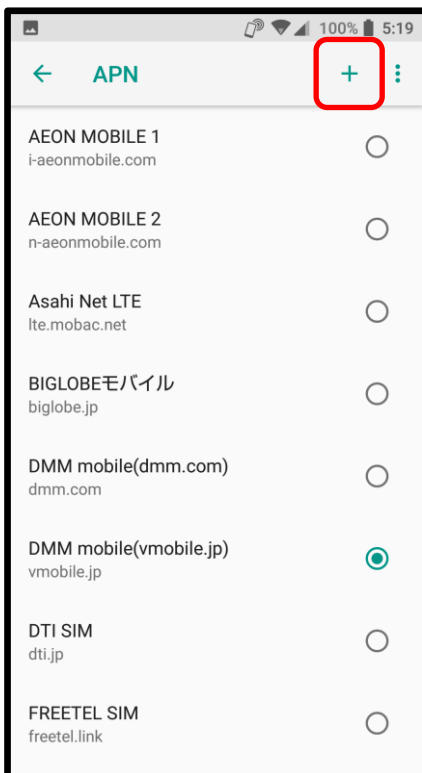 100% 5:19
APN
AEON MOBILE 1
i-aeonmobile.com
AEON MOBILE 2
n-aeonmobile.com
Asahi Net LTE
lte.mobac.net
BIGLOBEモバイル
biglobe.jp
DMM mobile(dmm.com)
dmm.com
DMM mobile(vmobile.jp)
vmobile.jp
DTI SIM
dti.jp
FREETEL SIM
freetel.link